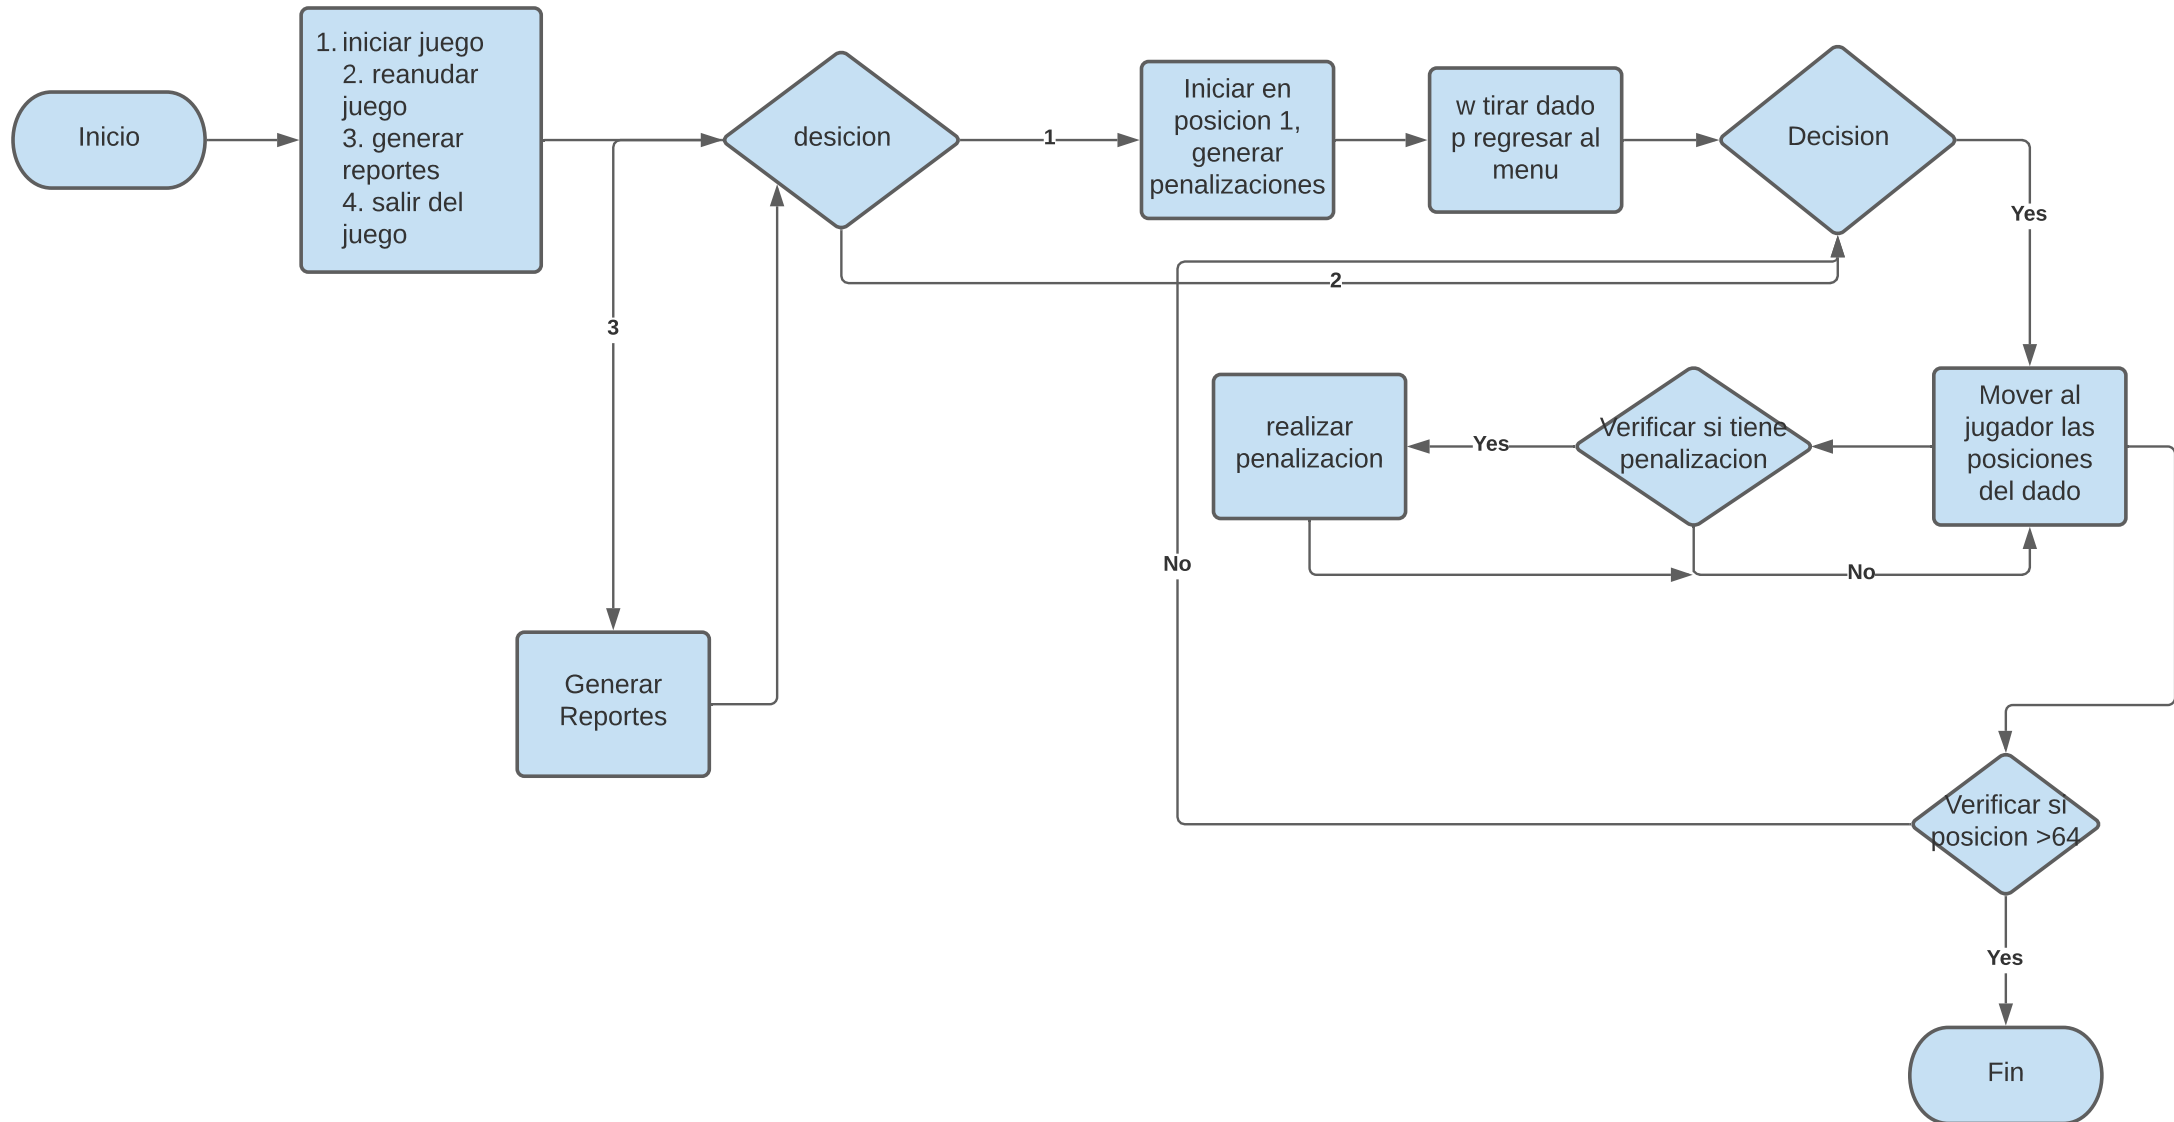 Inicio
1. iniciar juego
2. reanudar
juego
3. generar
reportes
4. salir del
juego
desicion
1
Iniciar en
posicion 1,
generar
penalizaciones
w tirar dado
p regresar al
menu
Decision
Yes
2
3
Mover al
jugador las
posiciones
del dado
Verificar si tiene
penalizacion
Yes
realizar
penalizacion
No
No
Generar
Reportes
Verificar si
posicion >64
Yes
Fin